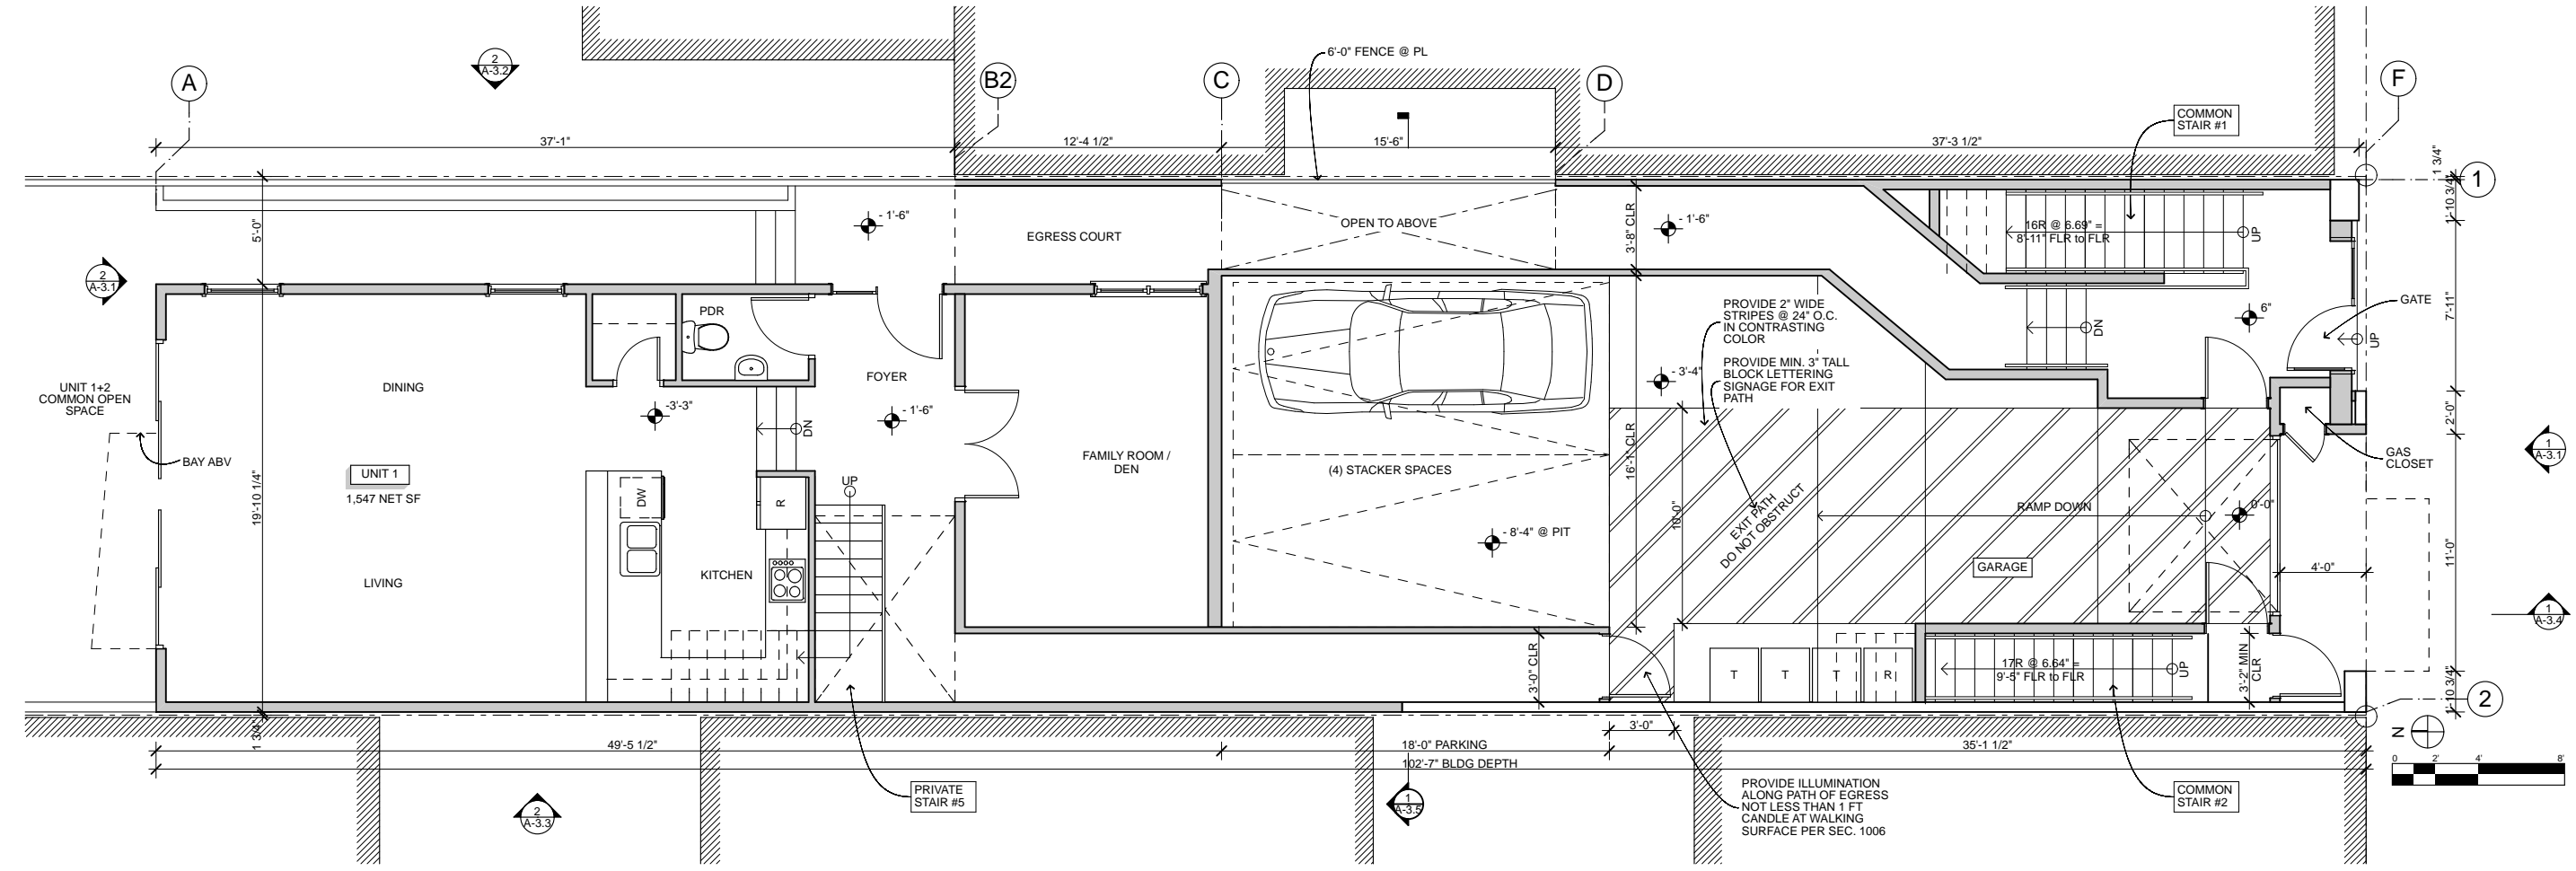 6'-0" FENCE @ PL
2
A-3.2
A
B2
C
D
F
COMMON
STAIR #1
37'-1"
12'-4 1/2"
15'-6"
37'-3 1/2"
1 3/4"
1
1'-10 3/4"
5'-0"
- 1'-6"
EGRESS COURT
OPEN TO ABOVE
3'-8" CLR
- 1'-6"
16R @ 6.69" =
8'-11" FLR to FLR
UP
2
A-3.1
PDR
PROVIDE 2" WIDE
STRIPES @ 24" O.C.
IN CONTRASTING
COLOR
6"
GATE
7'-11"
DN
UP
UNIT 1+2
COMMON OPEN
SPACE
DINING
FOYER
- 3'-4"
PROVIDE MIN. 3" TALL
BLOCK LETTERING
SIGNAGE FOR EXIT
PATH
-3'-3"
- 1'-6"
DN
2'-0"
BAY ABV
UNIT 1
1,547 NET SF
FAMILY ROOM /
DEN
(4) STACKER SPACES
16'-1" CLR
GAS
CLOSET
1
A-3.1
DW
R
UP
19'-10 1/4"
- 8'-4" @ PIT
10'-0"
EXIT PATH
DO NOT OBSTRUCT
RAMP DOWN
0'-0"
11'-0"
LIVING
KITCHEN
GARAGE
4'-0"
1
A-3.4
3'-0" CLR
T
T
T
R
17R @ 6.64" =
9'-5" FLR to FLR
UP
3'-2" MIN.
CLR
1'-10 3/4"
2
1 3/4"
49'-5 1/2"
18'-0" PARKING
3'-0"
35'-1 1/2"
N
102'-7" BLDG DEPTH
0
2'
4'
8'
PRIVATE
STAIR #5
2
A-3.3
1
A-3.5
PROVIDE ILLUMINATION
ALONG PATH OF EGRESS
NOT LESS THAN 1 FT
CANDLE AT WALKING
SURFACE PER SEC. 1006
COMMON
STAIR #2